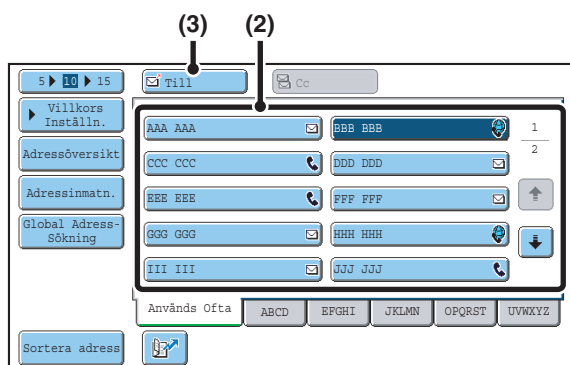 (3) (2)
5 10 15
Till
Cc
Villkors
Inställn.
Adressöversikt
Adressinmatn.
Global Adress-
Sökning
AAA AAA
BBB BBB
CCC CCC
DDD DDD
EEE EEE
FFF FFF
GGG GGG
HHH HHH
III III
JJJ JJJ
1
2
Används Ofta
ABCD
EFGHI
JKLMN
OPQRST
UVWXYZ
Sortera adress